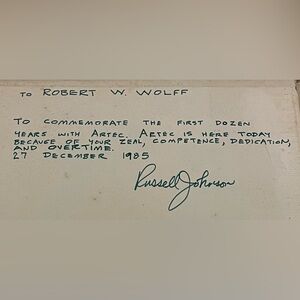 TO ROBERT W. WOLFF
TO COMMEMORATE THE FIRST DOZEN
YEARS WITH ARTEC. ARTEC IS HERE TODAY
BECAUSE OF YOUR ZEAL, COMPETENCE, DEDICATION,
AND OVERTIME.
27 DECEMBER 1985
Russell Johnson